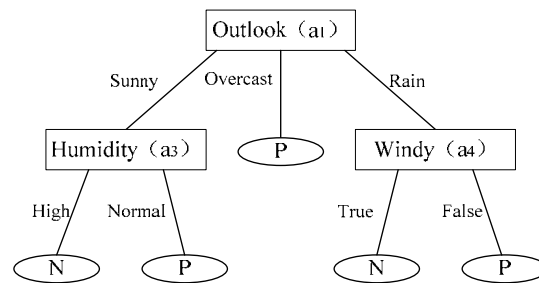 Outlook（a1）
Sunny
Overcast
Rain
Humidity（a3）
P
Windy（a4）
High
Normal
True
False
N
P
N
P